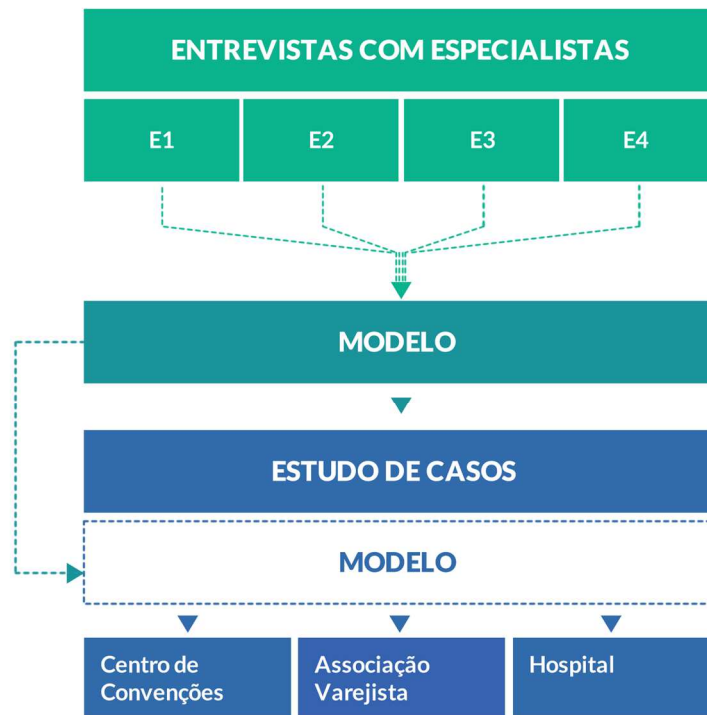 ENTREVISTAS COM ESPECIALISTAS
E1
E2
E3
E4
MODELO
ESTUDO DE CASOS
MODELO
Centro de
Convenções
Associação
Varejista
Hospital